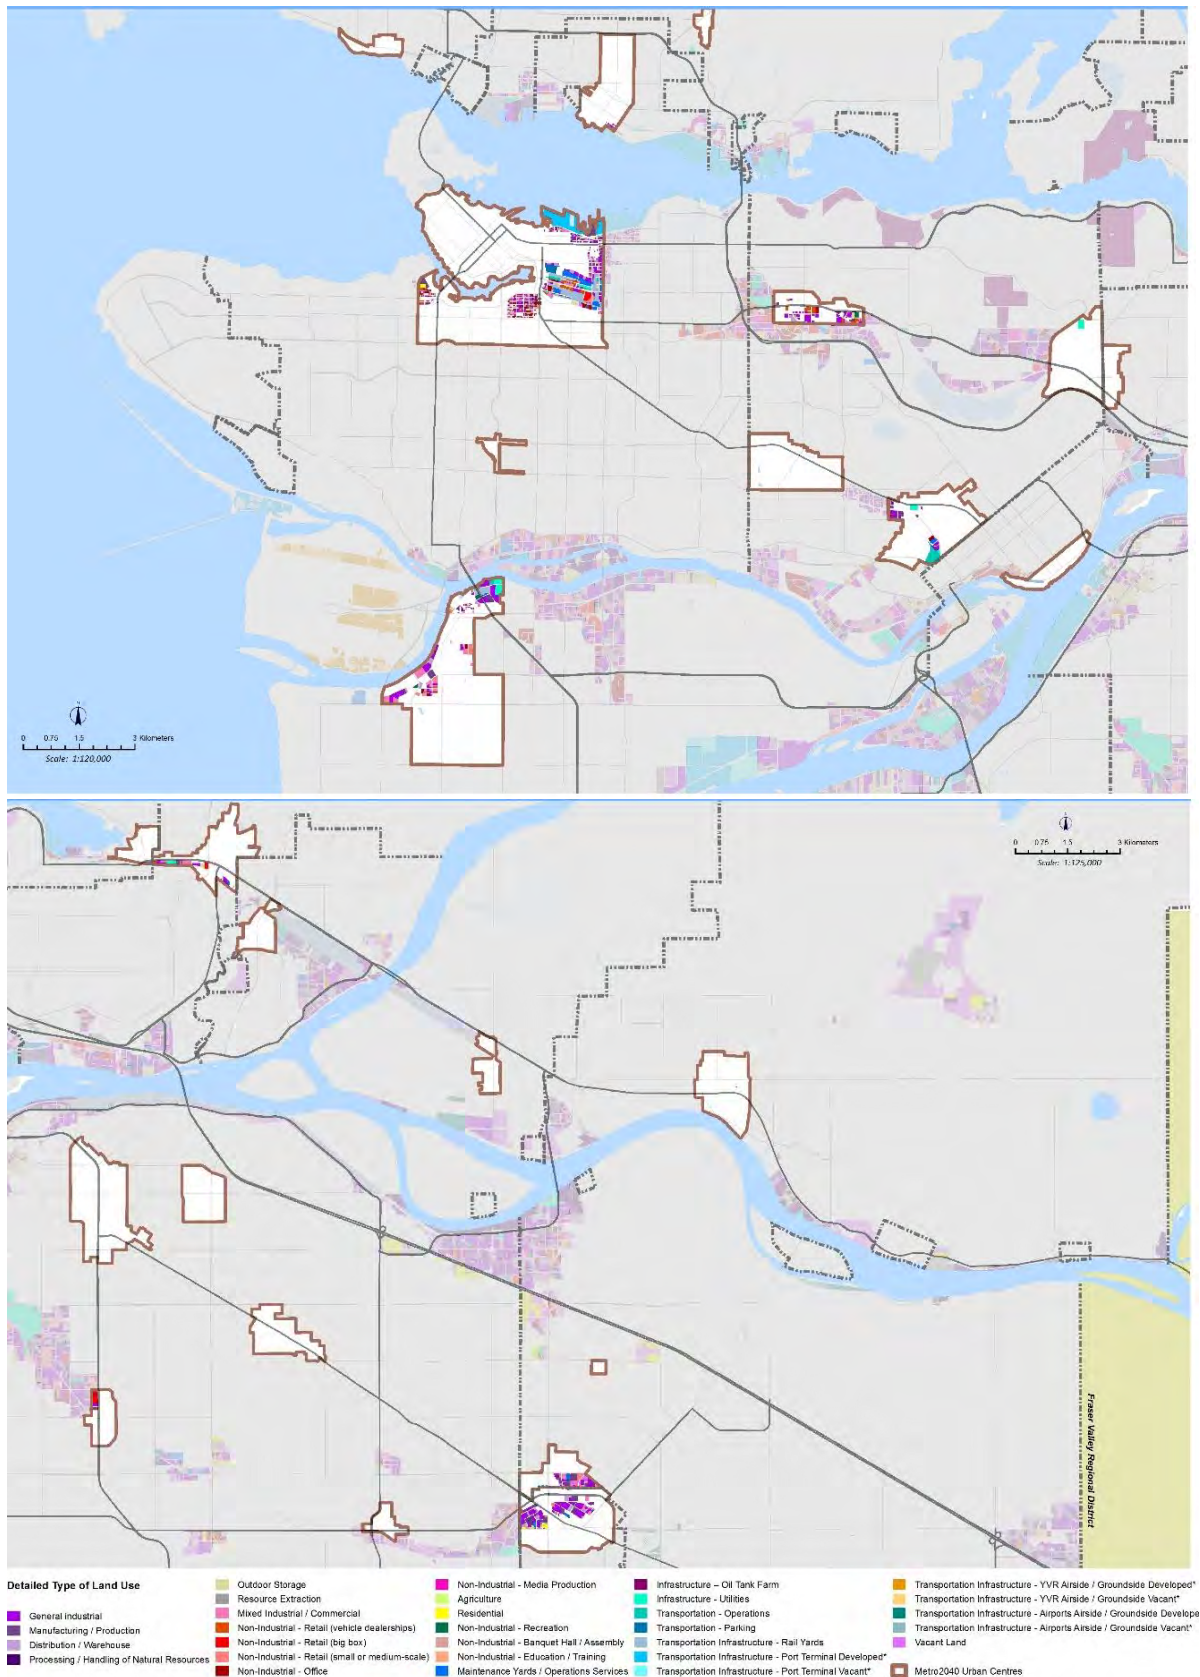 N
0 0.75 1.5 3 Kilometers
Scale: 1:120,000
N
0 0.75 1.5 3 Kilometers
Scale: 1:125,000
Fraser Valley Regional District
Detailed Type of Land Use
General industrial
Manufacturing / Production
Distribution / Warehouse
Processing / Handling of Natural Resources
Outdoor Storage
Resource Extraction
Mixed Industrial / Commercial
Non-Industrial - Retail (vehicle dealerships)
Non-Industrial - Retail (big box)
Non-Industrial - Retail (small or medium-scale)
Non-Industrial - Office
Non-Industrial - Media Production
Agriculture
Residential
Non-Industrial - Recreation
Non-Industrial - Banquet Hall / Assembly
Non-Industrial - Education / Training
Maintenance Yards / Operations Services
Infrastructure – Oil Tank Farm
Infrastructure - Utilities
Transportation - Operations
Transportation - Parking
Transportation Infrastructure - Rail Yards
Transportation Infrastructure - Port Terminal Developed*
Transportation Infrastructure - Port Terminal Vacant*
Transportation Infrastructure - YVR Airside / Groundside Developed*
Transportation Infrastructure - YVR Airside / Groundside Vacant*
Transportation Infrastructure - Airports Airside / Groundside Develope
Transportation Infrastructure - Airports Airside / Groundside Vacant*
Vacant Land
Metro2040 Urban Centres